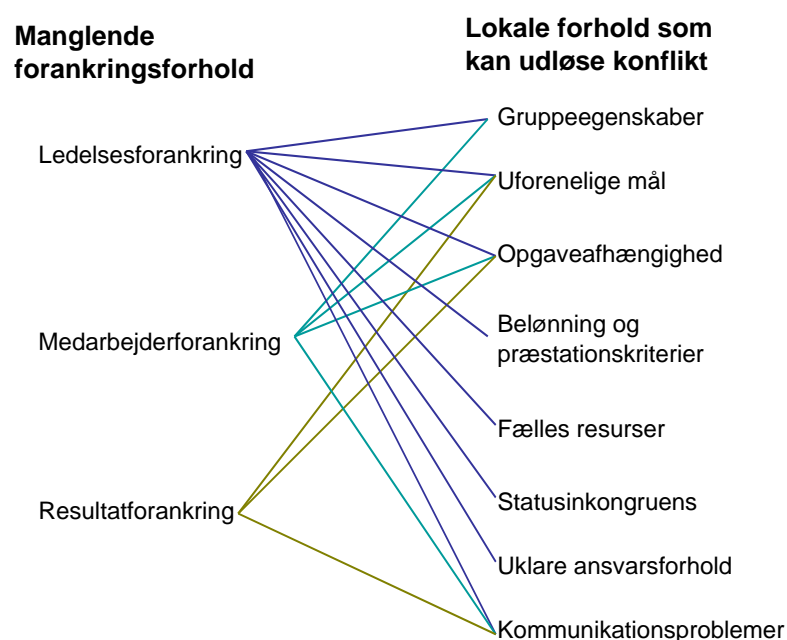 Manglende
forankringsforhold
Ledelsesforankring
Medarbejderforankring
Resultatforankring
Lokale forhold som
kan udløse konflikt
Gruppeegenskaber
Uforenelige mål
Opgaveafhængighed
Belønning og
præstationskriterier
Fælles resurser
Statusinkongruens
Uklare ansvarsforhold
Kommunikationsproblemer